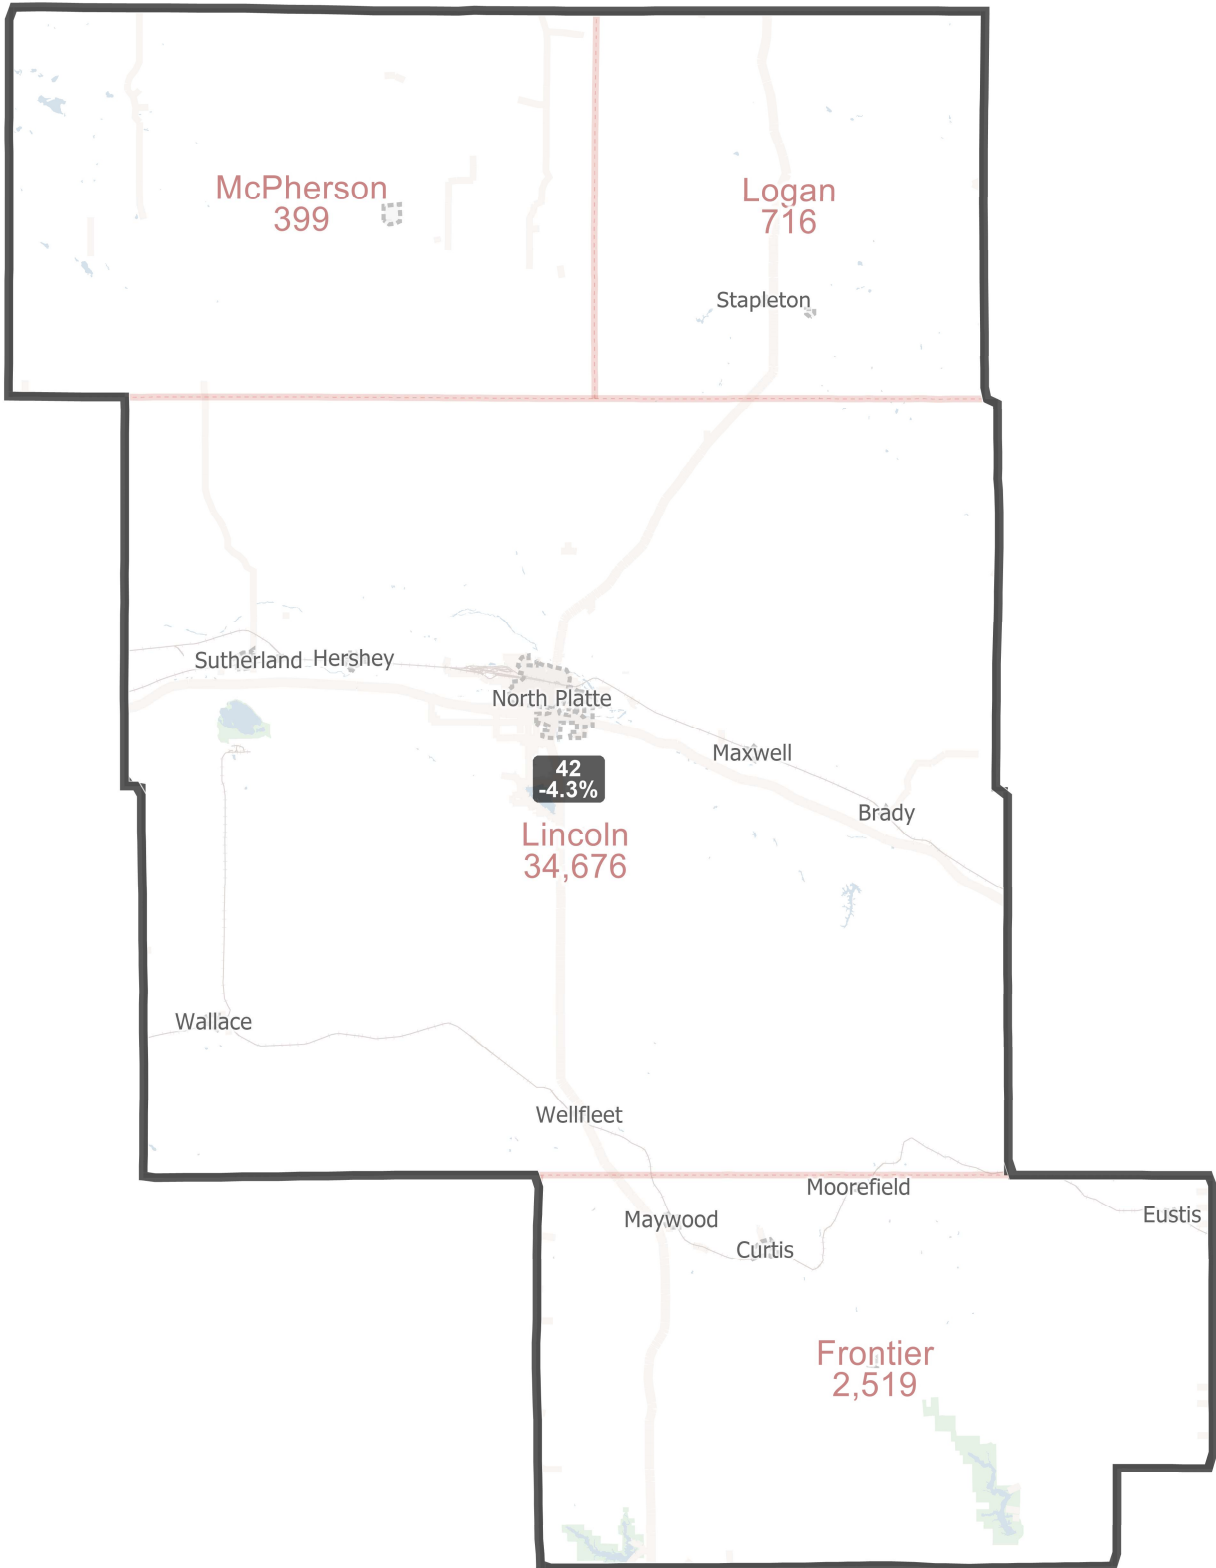 McPherson
399
Logan
716
Stapleton
Sutherland
Hershey
North Platte
Maxwell
42
-4.3%
Brady
Lincoln
34,676
Wallace
Wellfleet
Moorefield
Maywood
Eustis
Curtis
Frontier
2,519